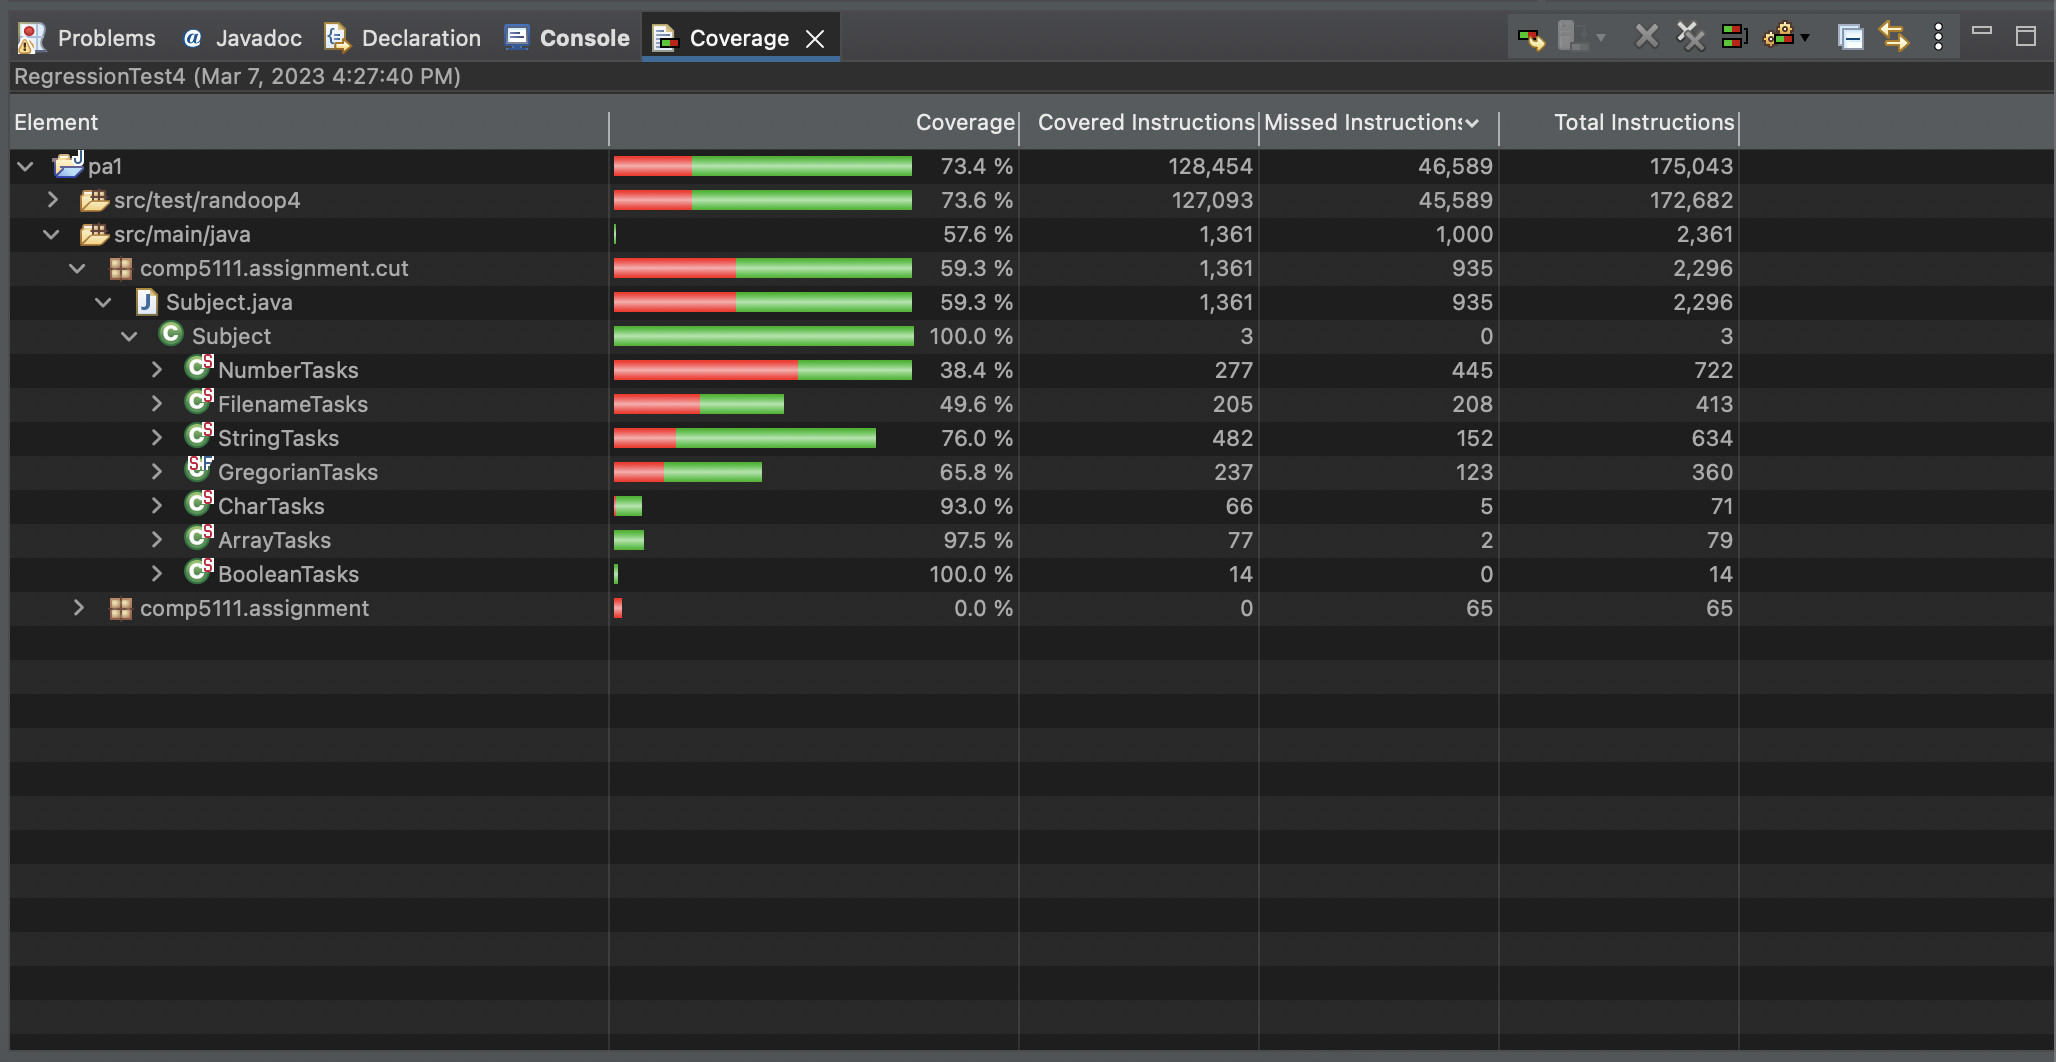 Problems @ Javadoc Declaration Console Coverage
RegressionTest4 (Mar 7, 2023 4:27:40 PM)
Element Coverage Covered Instructions Missed Instructions Total Instructions
pa1 73.4 % 128,454 46,589 175,043
src/test/randoop4 73.6 % 127,093 45,589 172,682
src/main/java 57.6 % 1,361 1,000 2,361
comp5111.assignment.cut 59.3 % 1,361 935 2,296
Subject.java 59.3 % 1,361 935 2,296
Subject 100.0 % 3 0 3
NumberTasks 38.4 % 277 445 722
FilenameTasks 49.6 % 205 208 413
StringTasks 76.0 % 482 152 634
GregorianTasks 65.8 % 237 123 360
CharTasks 93.0 % 66 5 71
ArrayTasks 97.5 % 77 2 79
BooleanTasks 100.0 % 14 0 14
comp5111.assignment 0.0 % 0 65 65